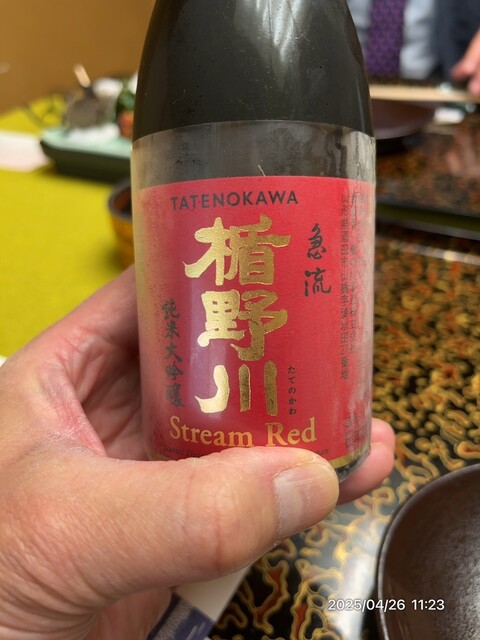 TATENOKAWA
急流
楯野川
たてのかわ
純米大吟醸
Stream Red
2025/04/26 11:23